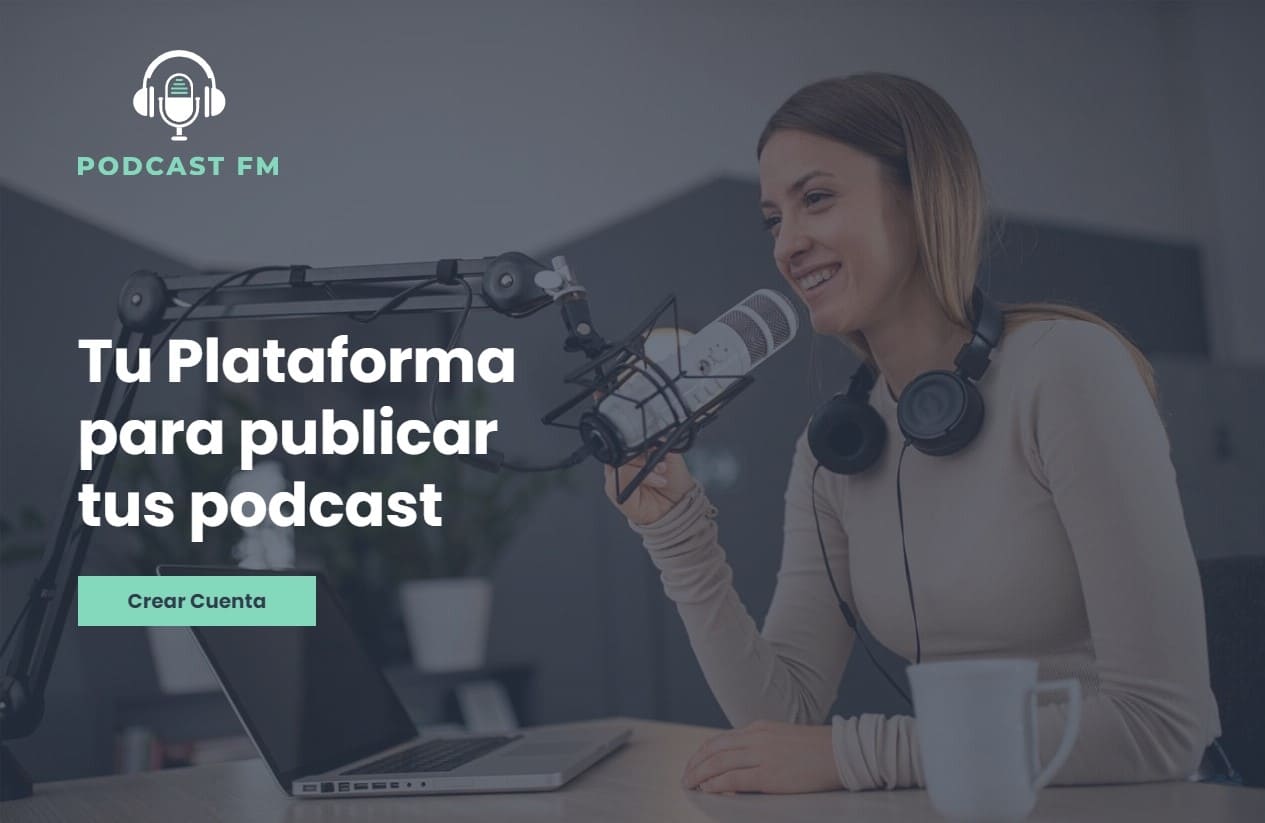 PODCAST FM
Tu Plataforma
para publicar
tus podcast
Crear Cuenta